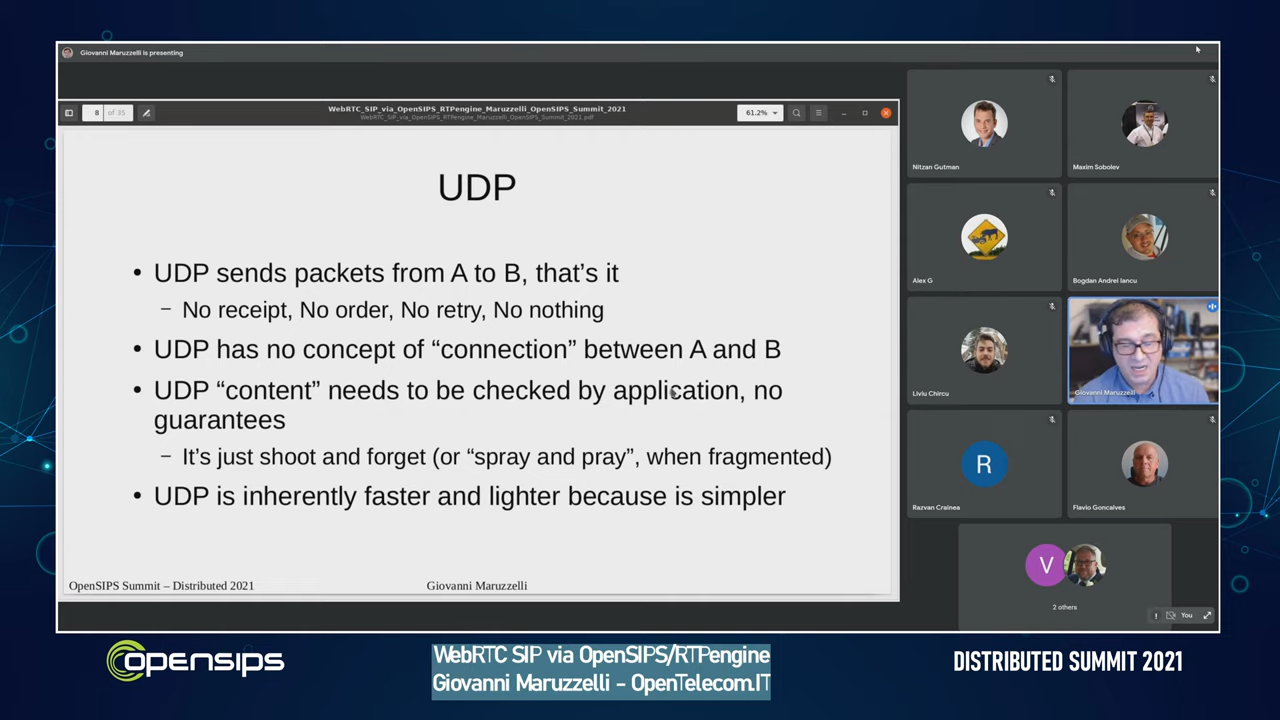 Giovanni Maruzzelli is presenting
8 of 35
WebRTC_SIP_via_OpenSIPS_RTPengine_Maruzzelli_OpenSIPS_Summit_2021
WebRTC_SIP_via_OpenSIPS_RTPengine_Maruzzelli_OpenSIPS_Summit_2021.pdf
61.2%
UDP
• UDP sends packets from A to B, that’s it
– No receipt, No order, No retry, No nothing
• UDP has no concept of “connection” between A and B
• UDP “content” needs to be checked by application, no
guarantees
– It’s just shoot and forget (or “spray and pray”, when fragmented)
• UDP is inherently faster and lighter because is simpler
OpenSIPS Summit – Distributed 2021
Giovanni Maruzzelli
Nitzan Gutman
Maxim Sobolev
Alex G
Bogdan Andrei Iancu
Liviu Chircu
Giovanni Maruzzelli
R
Razvan Crainea
Flavio Goncalves
V
2 others
You
opensips
WebRTC SIP via OpenSIPS/RTPengine
Giovanni Maruzzelli - OpenTelecom.IT
DISTRIBUTED SUMMIT 2021